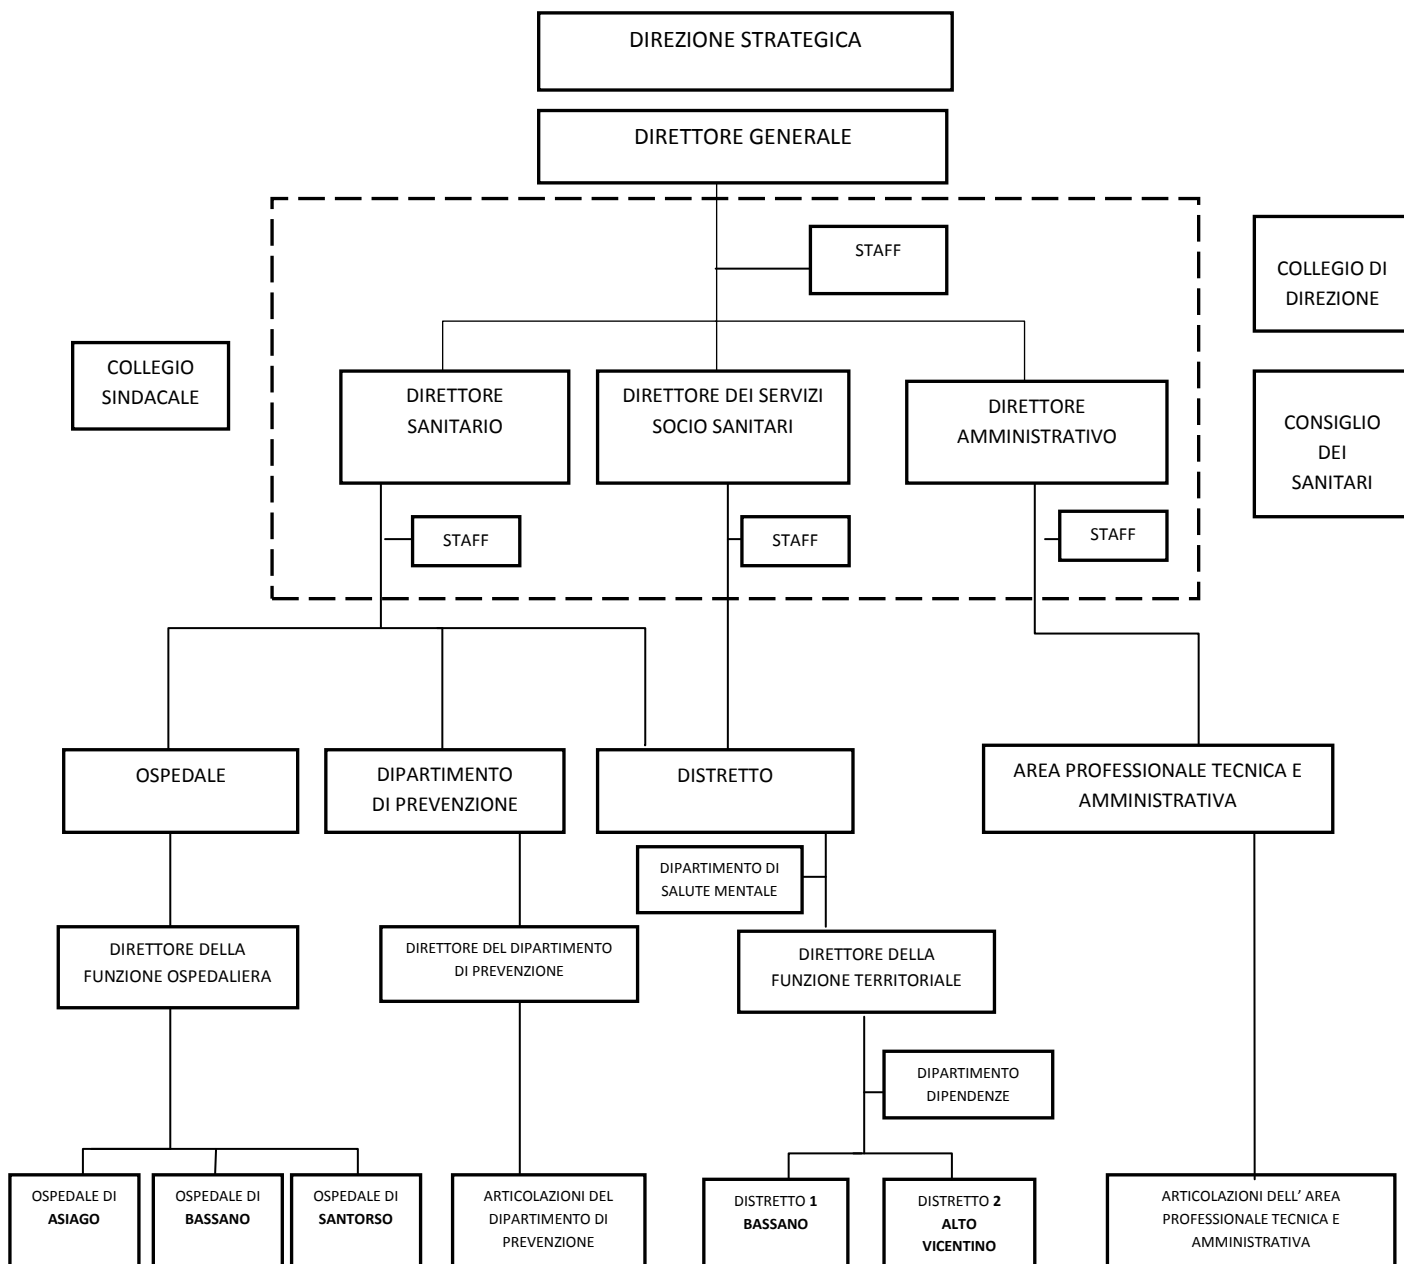 DIREZIONE STRATEGICA
DIRETTORE GENERALE
STAFF
COLLEGIO DI
DIREZIONE
COLLEGIO
SINDACALE
DIRETTORE
SANITARIO
DIRETTORE DEI SERVIZI
SOCIO SANITARI
DIRETTORE
AMMINISTRATIVO
CONSIGLIO
DEI
SANITARI
STAFF
STAFF
STAFF
OSPEDALE
DIPARTIMENTO
DI PREVENZIONE
DISTRETTO
AREA PROFESSIONALE TECNICA E
AMMINISTRATIVA
DIPARTIMENTO DI
SALUTE MENTALE
DIRETTORE DELLA
FUNZIONE OSPEDALIERA
DIRETTORE DEL DIPARTIMENTO
DI PREVENZIONE
DIRETTORE DELLA
FUNZIONE TERRITORIALE
DIPARTIMENTO
DIPENDENZE
OSPEDALE DI
ASIAGO
OSPEDALE DI
BASSANO
OSPEDALE DI
SANTORSO
ARTICOLAZIONI DEL
DIPARTIMENTO DI
PREVENZIONE
DISTRETTO 1
BASSANO
DISTRETTO 2
ALTO
VICENTINO
ARTICOLAZIONI DELL' AREA
PROFESSIONALE TECNICA E
AMMINISTRATIVA